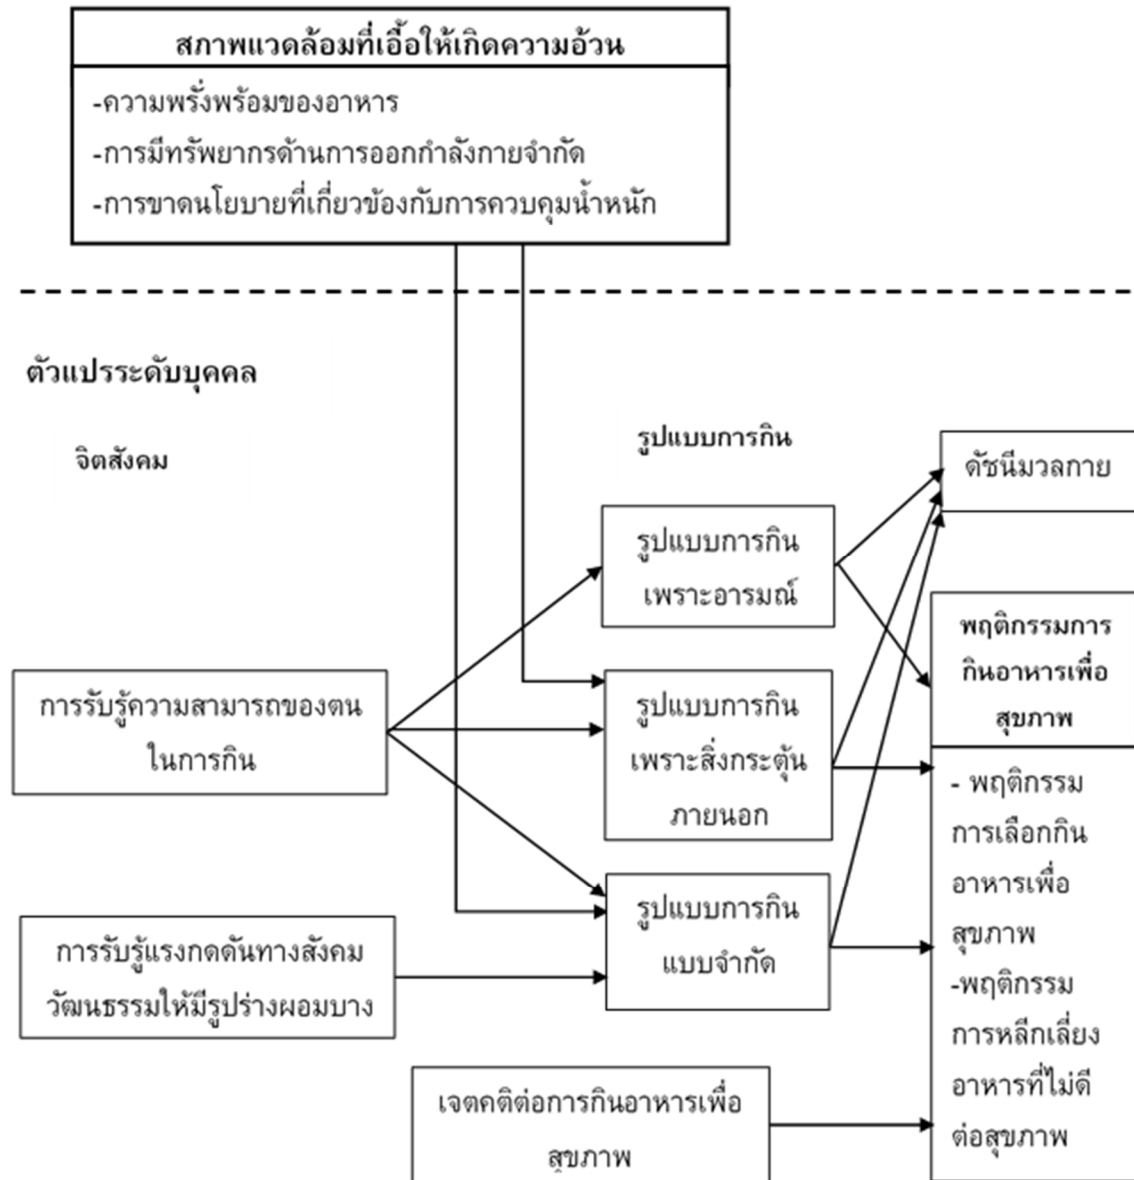 สภาพแวดล้อมที่เอื้อให้เกิดความอ้วน
-ความพรั่งพร้อมของอาหาร
-การมีทรัพยากรด้านการออกกำลังกายจำกัด
-การขาดนโยบายที่เกี่ยวข้องกับการควบคุมน้ำหนัก
ตัวแปรระดับบุคคล
จิตสังคม
รูปแบบการกิน
ดัชนีมวลกาย
รูปแบบการกิน
เพราะอารมณ์
พฤติกรรมการ
กินอาหารเพื่อ
สุขภาพ
การรับรู้ความสามารถของตน
ในการกิน
รูปแบบการกิน
เพราะสิ่งกระตุ้น
ภายนอก
- พฤติกรรม
การเลือกกิน
อาหารเพื่อ
สุขภาพ
-พฤติกรรม
การหลีกเลี่ยง
อาหารที่ไม่ดี
ต่อสุขภาพ
การรับรู้แรงกดดันทางสังคม
วัฒนธรรมให้มีรูปร่างผอมบาง
รูปแบบการกิน
แบบจำกัด
เจตคติต่อการกินอาหารเพื่อ
สุขภาพ